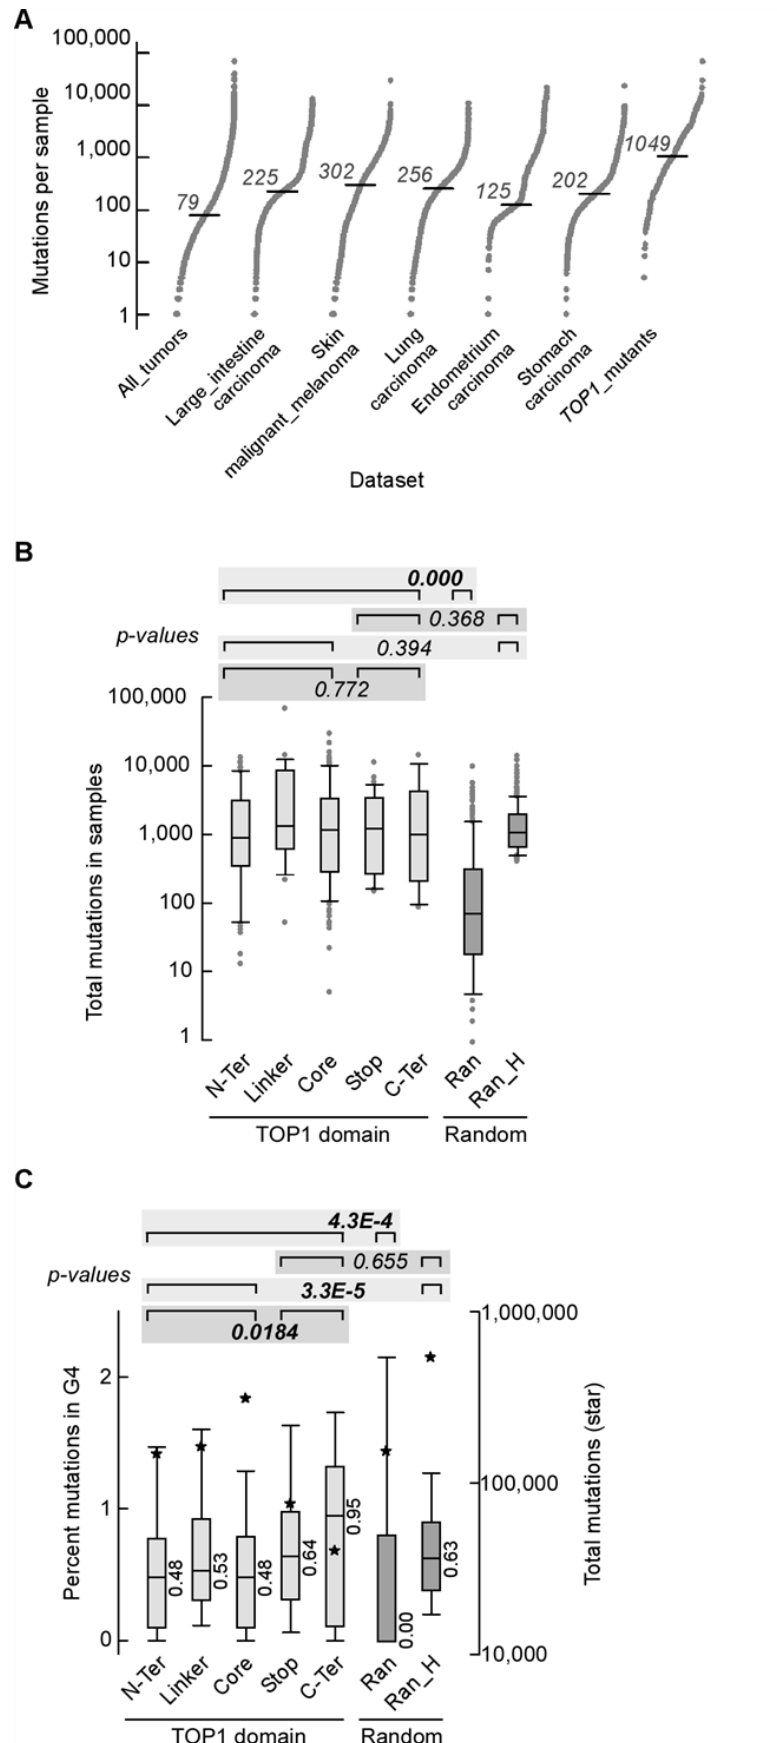 A
100,000
10,000
1,000
100
10
1
Mutations per sample
79
225
302
256
125
202
1049
All_tumors
Large_intestine
carcinoma
Skin
malignant_melanoma
Lung
carcinoma
Endometrium
carcinoma
Stomach
carcinoma
TOP1_mutants
Dataset
B
0.000
0.368
p-values
0.394
0.772
100,000
10,000
1,000
100
10
1
Total mutations in samples
N-Ter
Linker
Core
Stop
C-Ter
Ran
Ran_H
TOP1 domain
Random
C
4.3E-4
0.655
p-values
3.3E-5
0.0184
2
1
0
Percent mutations in G4
1,000,000
100,000
10,000
Total mutations (star)
0.48
0.53
0.48
0.64
0.95
0.00
0.63
N-Ter
Linker
Core
Stop
C-Ter
Ran
Ran_H
TOP1 domain
Random